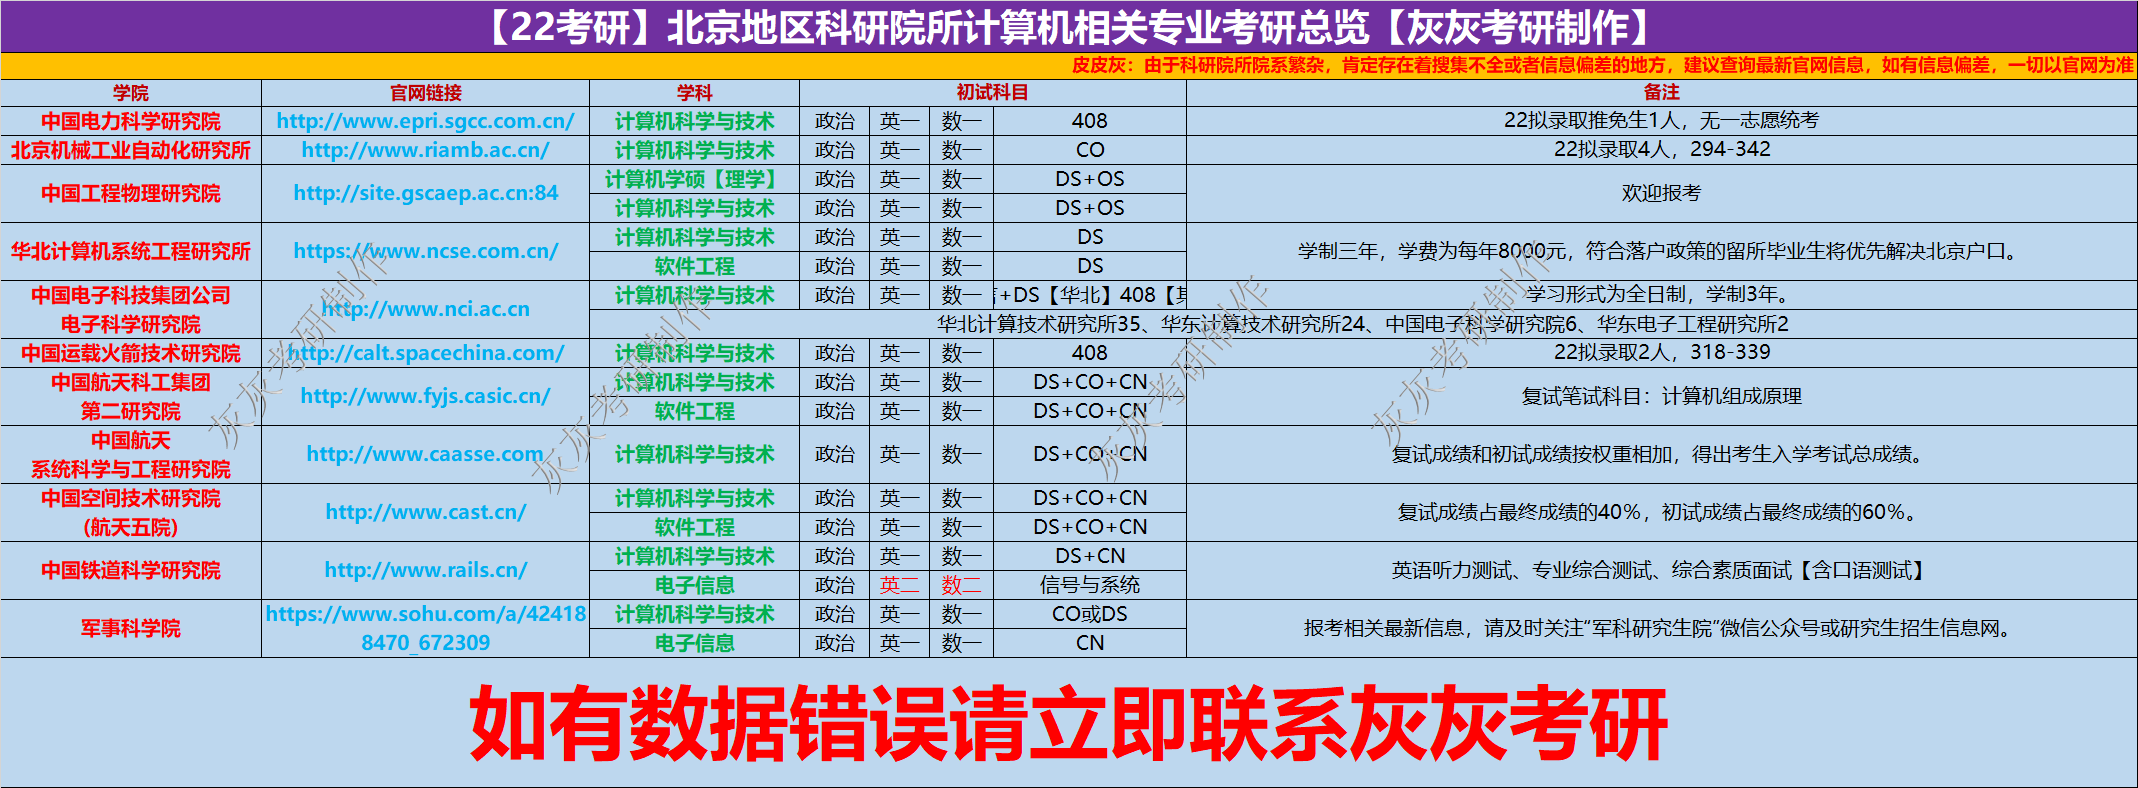 【22考研】北京地区科研院所计算机相关专业考研总览【灰灰考研制作】
皮皮灰：由于科研院所院系繁杂，肯定存在着搜集不全或者信息偏差的地方，建议查询最新官网信息，如有信息偏差，一切以官网为准
学院 官网链接 学科 初试科目 备注
中国电力科学研究院 http://www.epri.sgcc.com.cn/ 计算机科学与技术 政治 英一 数一 408 22拟录取推免生1人，无一志愿统考
北京机械工业自动化研究所 http://www.riamb.ac.cn/ 计算机科学与技术 政治 英一 数一 CO 22拟录取4人，294-342
中国工程物理研究院 http://site.gscaep.ac.cn:84 计算机学硕【理学】 政治 英一 数一 DS+OS 欢迎报考
计算机科学与技术 政治 英一 数一 DS+OS
华北计算机系统工程研究所 https://www.ncse.com.cn/ 计算机科学与技术 政治 英一 数一 DS 学制三年，学费为每年8000元，符合落户政策的留所毕业生将优先解决北京户口。
软件工程 政治 英一 数一 DS
中国电子科技集团公司
电子科学研究院 http://www.nci.ac.cn 计算机科学与技术 政治 英一 数一 +DS【华北】408【其 学习形式为全日制，学制3年。
华北计算技术研究所35、华东计算技术研究所24、中国电子科学研究院6、华东电子工程研究所2
中国运载火箭技术研究院 http://calt.spacechina.com/ 计算机科学与技术 政治 英一 数一 408 22拟录取2人，318-339
中国航天科工集团
第二研究院 http://www.fyjs.casic.cn/ 计算机科学与技术 政治 英一 数一 DS+CO+CN 复试笔试科目：计算机组成原理
软件工程 政治 英一 数一 DS+CO+CN
中国航天
系统科学与工程研究院 http://www.caasse.com 计算机科学与技术 政治 英一 数一 DS+CO+CN 复试成绩和初试成绩按权重相加，得出考生入学考试总成绩。
中国空间技术研究院
(航天五院) http://www.cast.cn/ 计算机科学与技术 政治 英一 数一 DS+CO+CN 复试成绩占最终成绩的40%，初试成绩占最终成绩的60%。
软件工程 政治 英一 数一 DS+CO+CN
中国铁道科学研究院 http://www.rails.cn/ 计算机科学与技术 政治 英一 数一 DS+CN 英语听力测试、专业综合测试、综合素质面试【含口语测试】
电子信息 政治 英二 数二 信号与系统
军事科学院 https://www.sohu.com/a/42418
8470_672309 计算机科学与技术 政治 英一 数一 CO或DS 报考相关最新信息，请及时关注“军科研究生院”微信公众号或研究生招生信息网。
电子信息 政治 英一 数一 CN
如有数据错误请立即联系灰灰考研
灰灰考研制作
灰灰考研制作
灰灰考研制作
灰灰考研制作